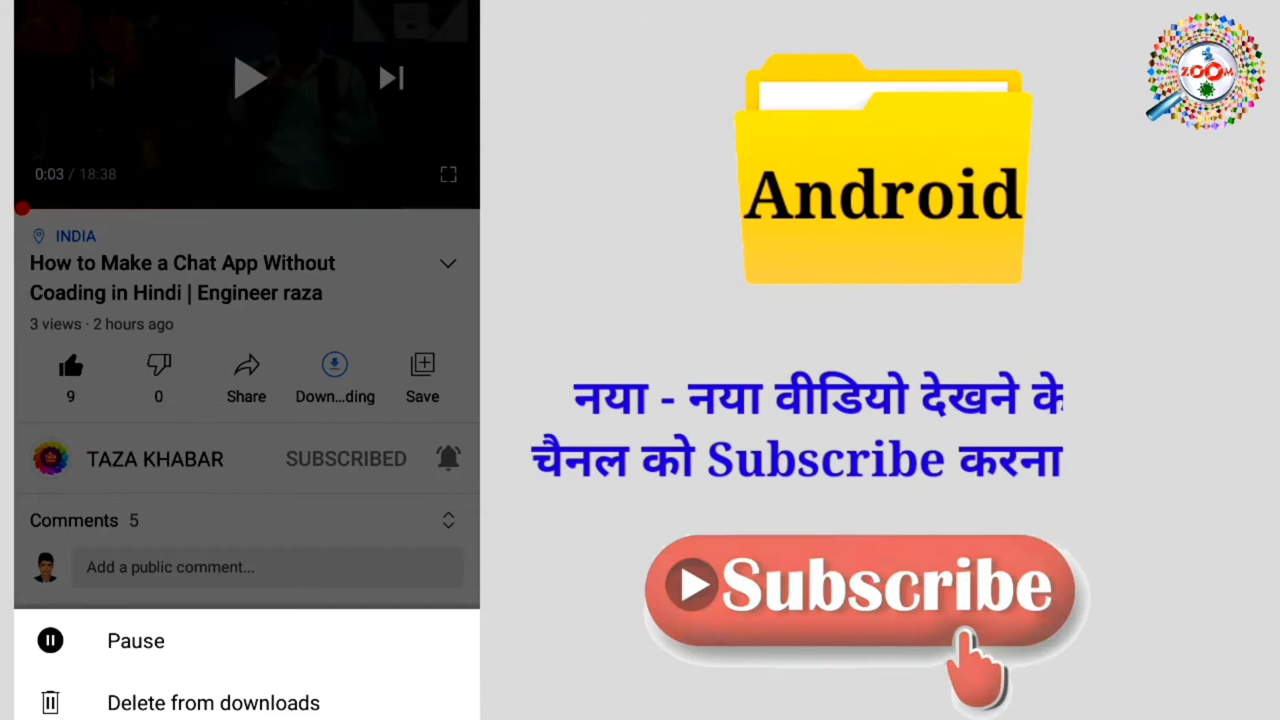 0:03 / 18:38
INDIA
How to Make a Chat App Without
Coading in Hindi | Engineer raza
3 views · 2 hours ago
9
0
Share
Down...ding
Save
TAZA KHABAR
SUBSCRIBED
Comments 5
Add a public comment...
Pause
Delete from downloads
ZOOM
Android
नया - नया वीडियो देखने के
चैनल को Subscribe करना
Subscribe